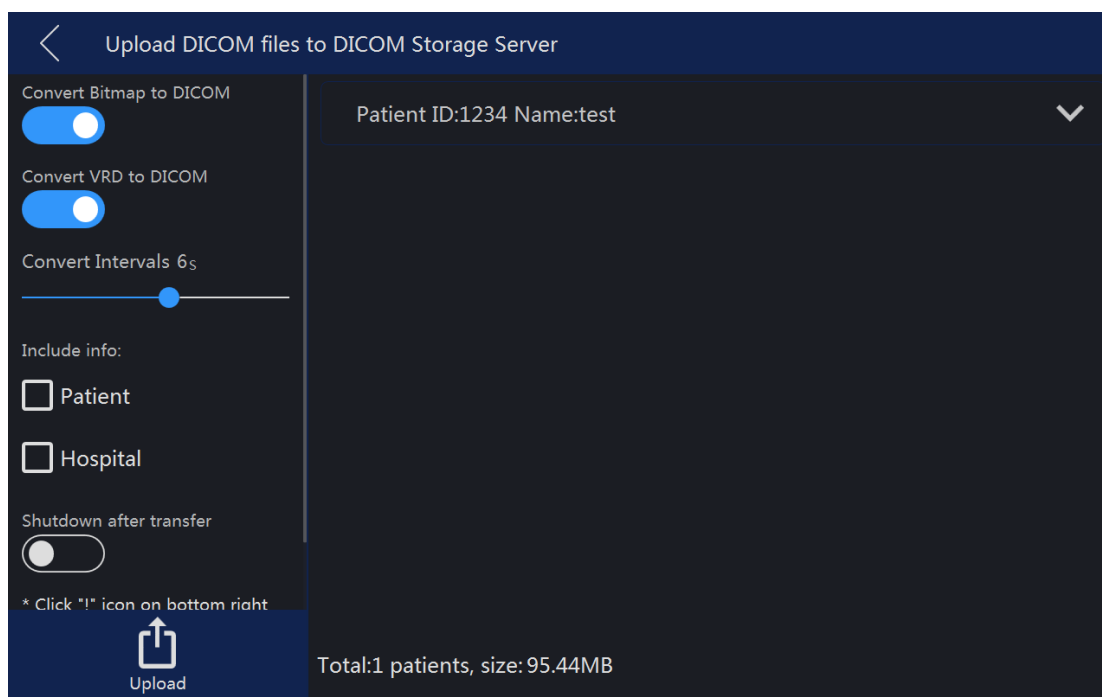 Upload DICOM files to DICOM Storage Server
Convert Bitmap to DICOM
Convert VRD to DICOM
Convert Intervals 6s
Include info:
Patient
Hospital
Shutdown after transfer
* Click "!" icon on bottom right
Upload
Patient ID:1234 Name:test
Total:1 patients, size:95.44MB